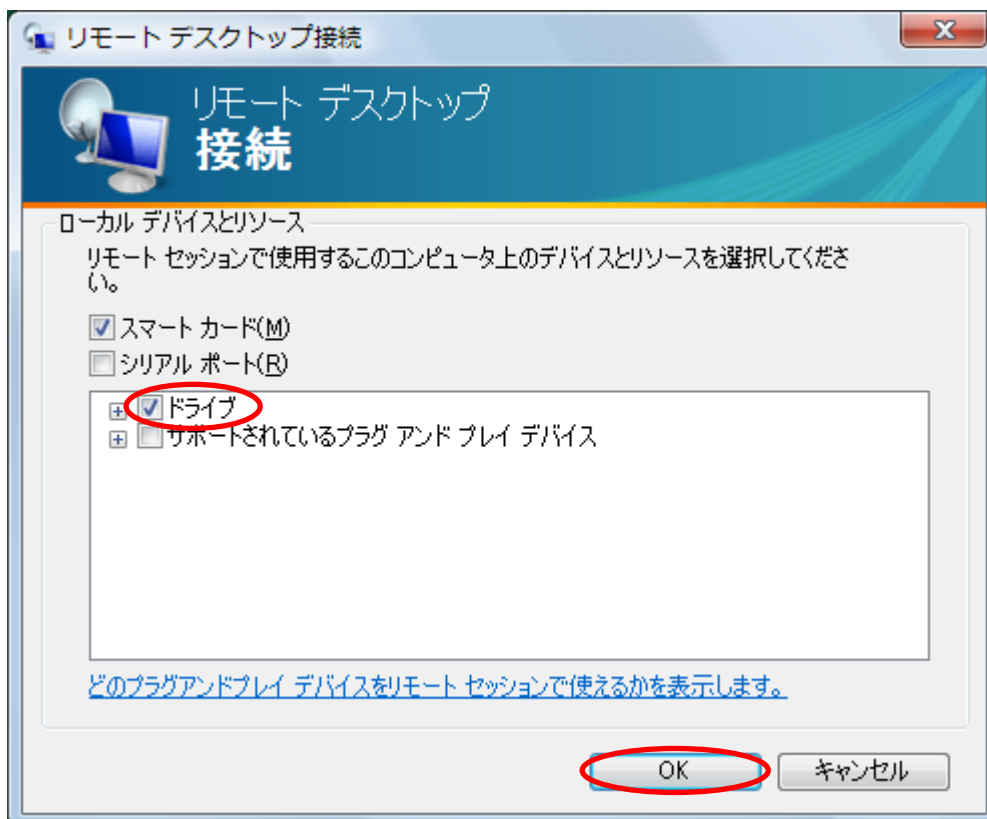 リモート デスクトップ接続
リモート デスクトップ
接続
ローカル デバイスとリソース
リモート セッションで使用するこのコンピュータ上のデバイスとリソースを選択してくださ
い。
スマート カード(M)
シリアル ポート(R)
ドライブ
サポートされているプラグ アンド プレイ デバイス
どのプラグアンドプレイ デバイスをリモート セッションで使えるかを表示します。
OK キャンセル